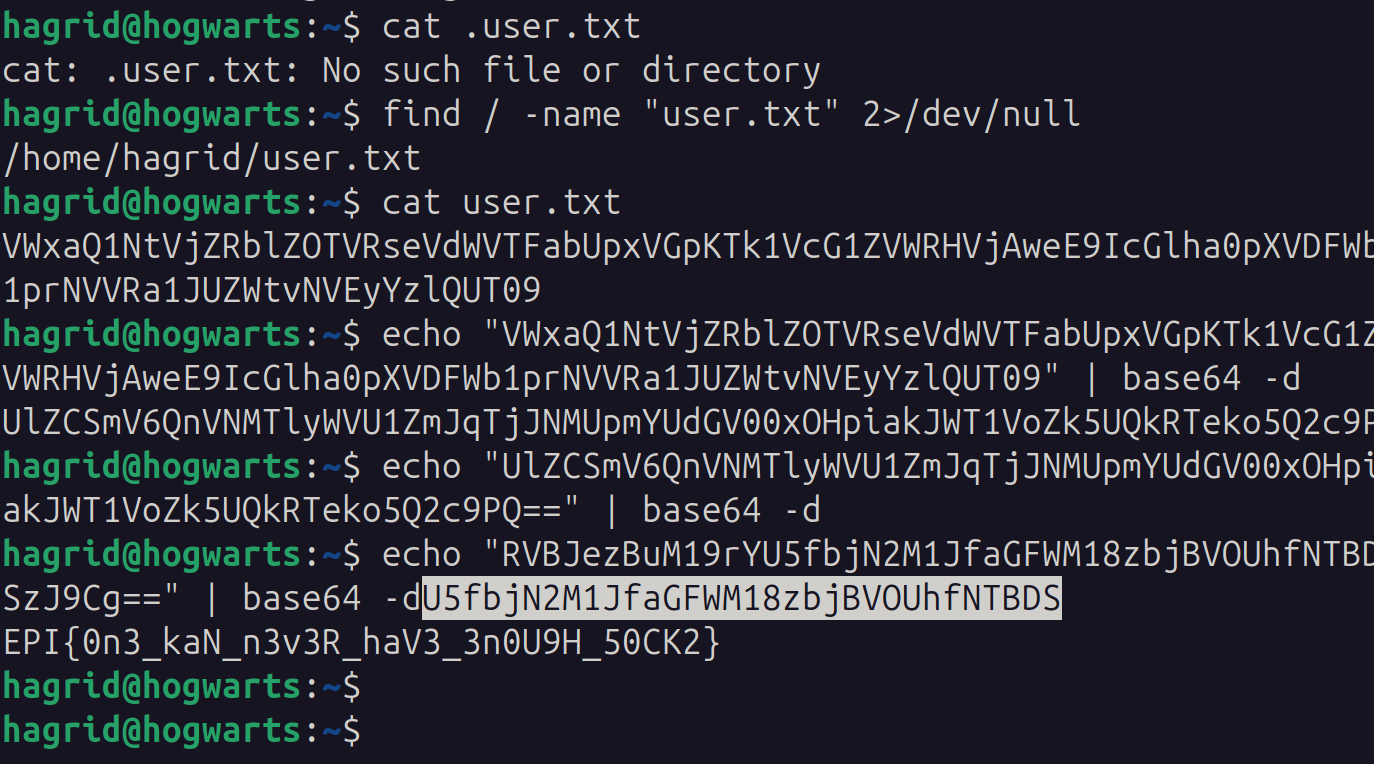 hagrid@hogwarts:~$ cat .user.txt
cat: .user.txt: No such file or directory
hagrid@hogwarts:~$ find / -name "user.txt" 2>/dev/null
/home/hagrid/user.txt
hagrid@hogwarts:~$ cat user.txt
VWxaQ1NtVjZRblZOTVRseVdWVTFabUpxVGpKTk1VcG1ZVWRHVjAweE9IcGlha0pXVDFWb
1prNVVRa1JUZWtvNVEyYzlQUT09
hagrid@hogwarts:~$ echo "VWxaQ1NtVjZRblZOTVRseVdWVTFabUpxVGpKTk1VcG1Z
VWRHVjAweE9IcGlha0pXVDFWb1prNVVRa1JUZWtvNVEyYzlQUT09" | base64 -d
UlZCSmV6QnVNMTlyWVU1ZmJqTjJNMUpmYUdGV00xOHpiakJWT1VoZk5UQkRTeko5Q2c9P
hagrid@hogwarts:~$ echo "UlZCSmV6QnVNMTlyWVU1ZmJqTjJNMUpmYUdGV00xOHpi
akJWT1VoZk5UQkRTeko5Q2c9PQ==" | base64 -d
hagrid@hogwarts:~$ echo "RVBJezBuM19rYU5fbjN2M1JfaGFWM18zbjBVOUhfNTBD
SzJ9Cg==" | base64 -dU5fbjN2M1JfaGFWM18zbjBVOUhfNTBDS
EPI{0n3_kaN_n3v3R_haV3_3n0U9H_50CK2}
hagrid@hogwarts:~$
hagrid@hogwarts:~$